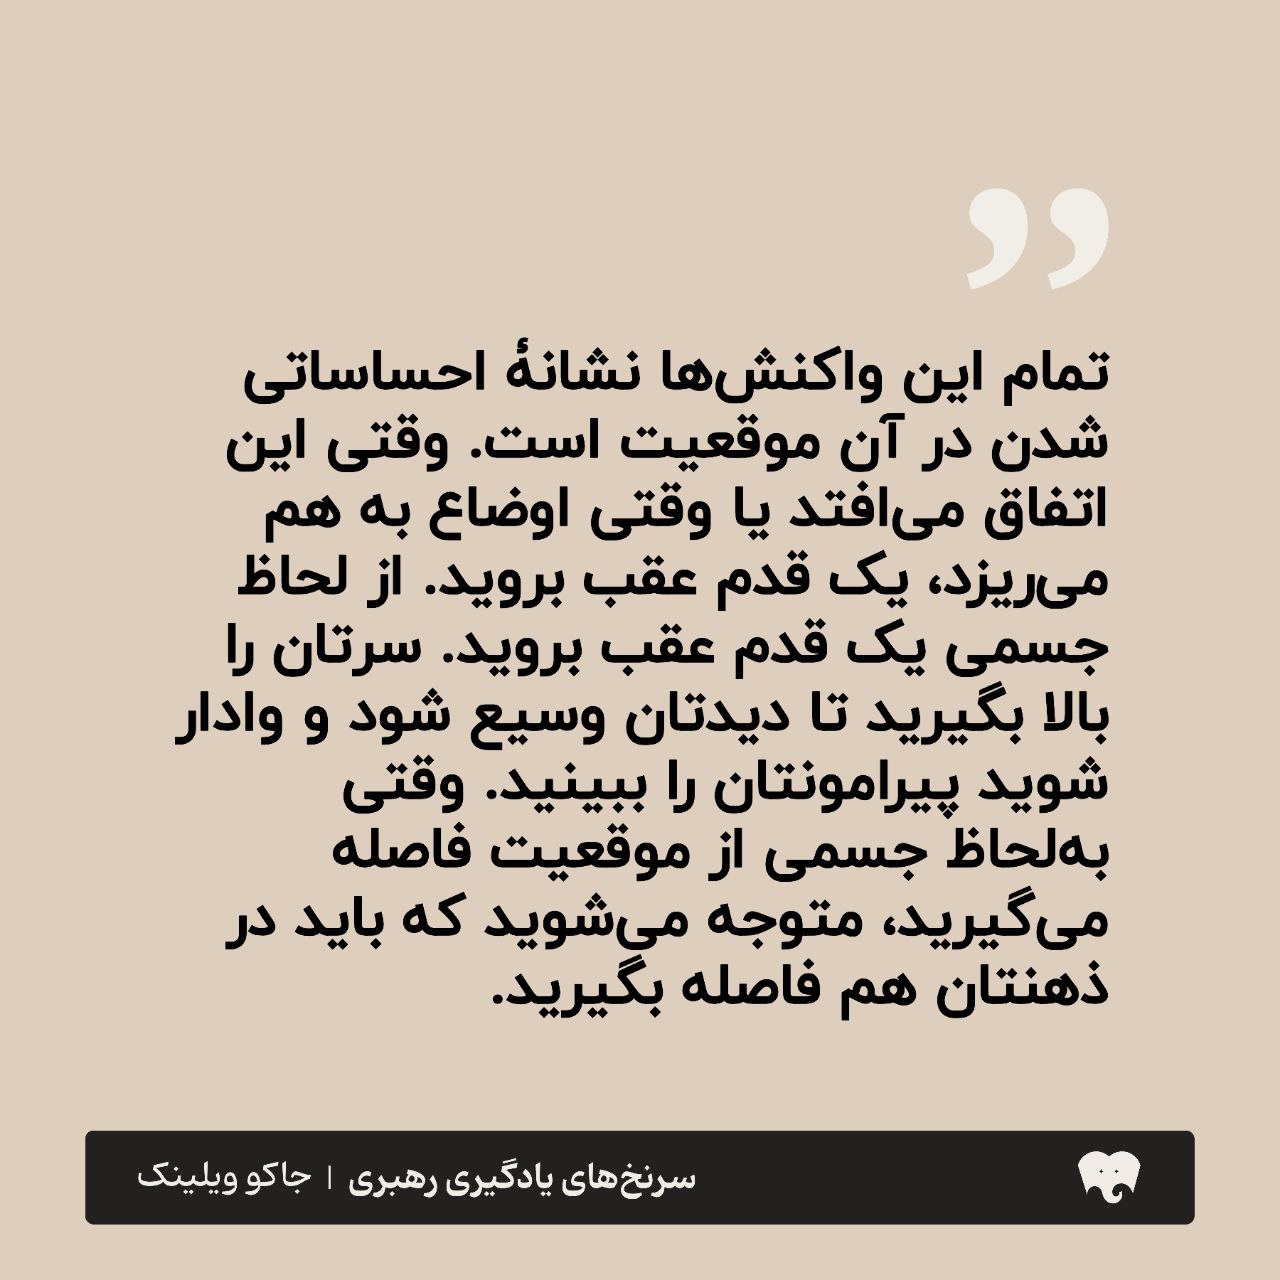 تمام این واکنش‌ها نشانهٔ احساساتی
شدن در آن موقعیت است. وقتی این
اتفاق می‌افتد یا وقتی اوضاع به هم
می‌ریزد، یک قدم عقب بروید. از لحاظ
جسمی یک قدم عقب بروید. سرتان را
بالا بگیرید تا دیدتان وسیع شود و وادار
شوید پیرامونتان را ببینید. وقتی
به‌لحاظ جسمی از موقعیت فاصله
می‌گیرید، متوجه می‌شوید که باید در
ذهنتان هم فاصله بگیرید.
سرنخ‌های یادگیری رهبری | جاکو ویلینک